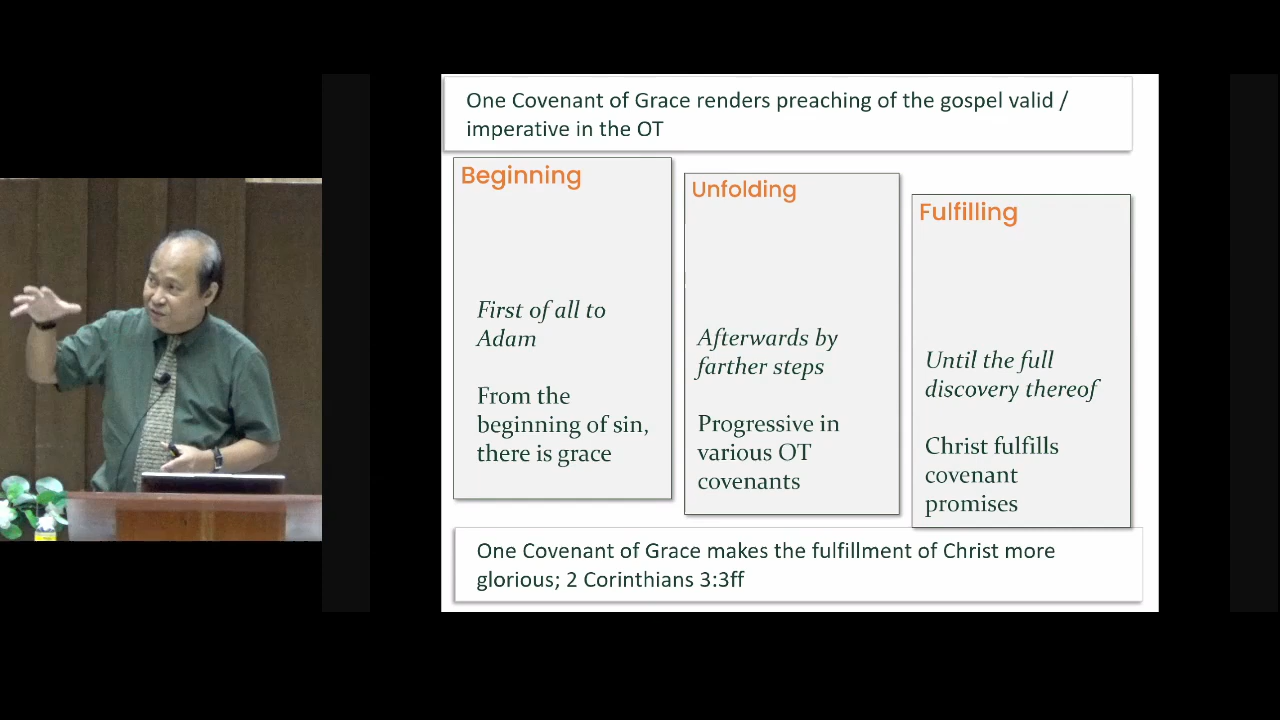 One Covenant of Grace renders preaching of the gospel valid /
imperative in the OT
Beginning
First of all to
Adam
From the
beginning of sin,
there is grace
Unfolding
Afterwards by
farther steps
Progressive in
various OT
covenants
Fulfilling
Until the full
discovery thereof
Christ fulfills
covenant
promises
One Covenant of Grace makes the fulfillment of Christ more
glorious; 2 Corinthians 3:3ff